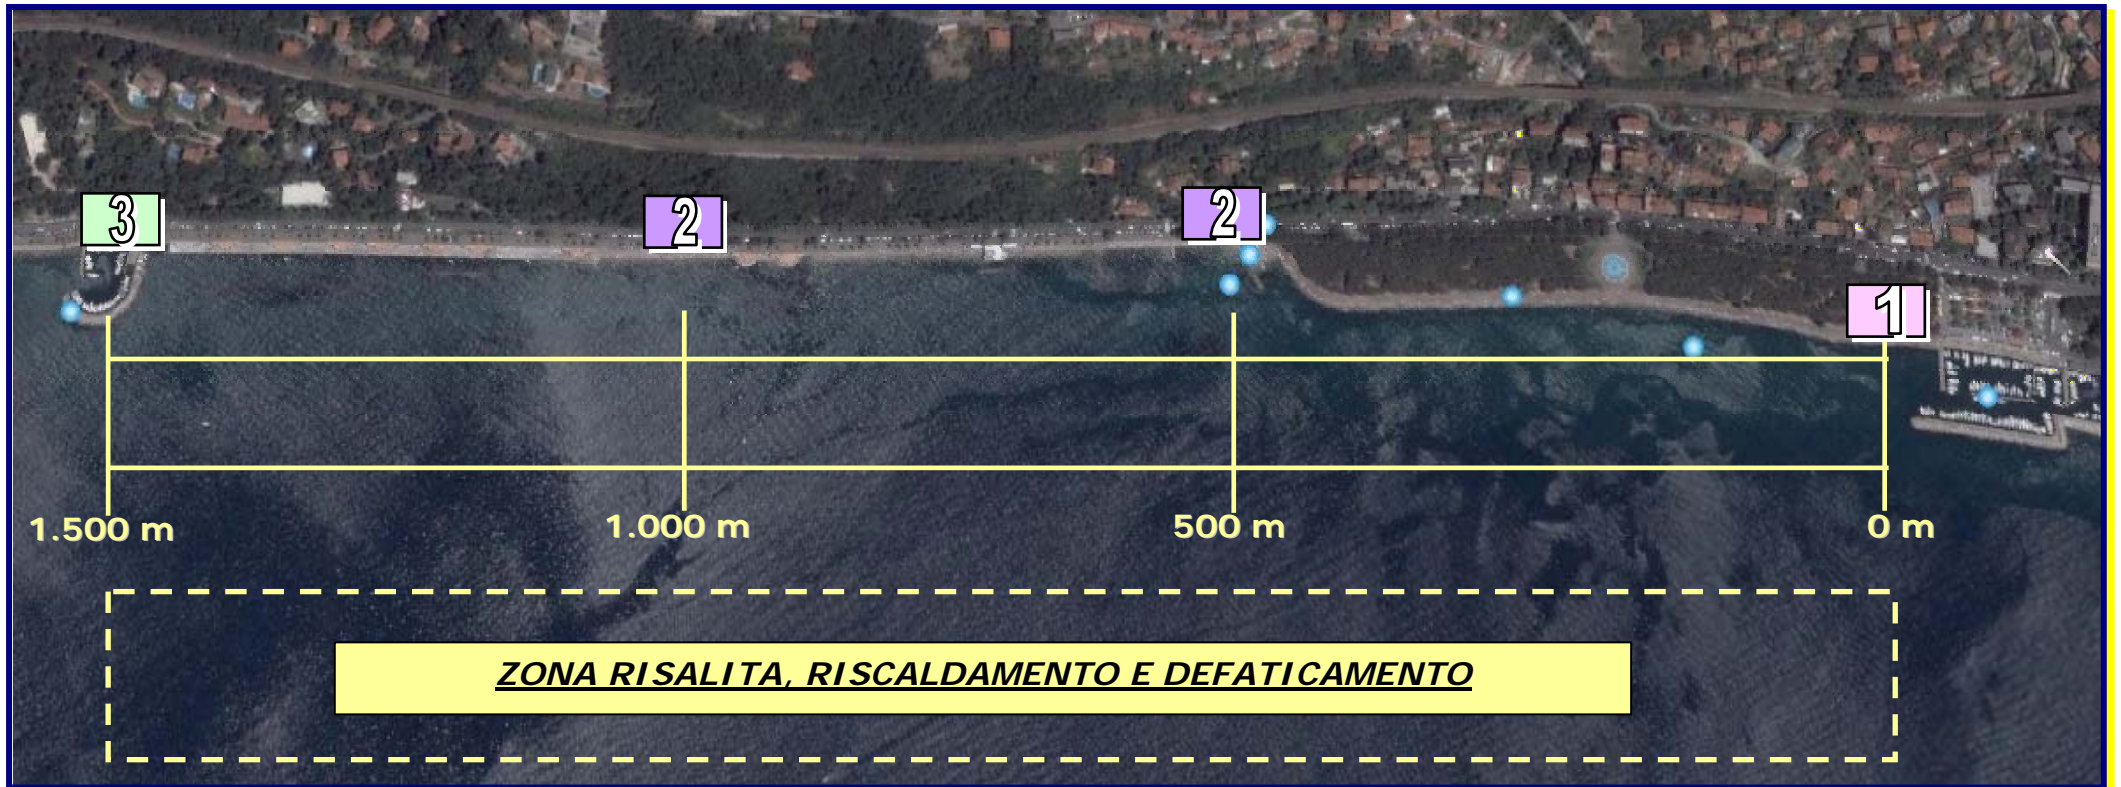 3
2
2
1
1.500 m
1.000 m
500 m
0 m
ZONA RISALITA, RISCALDAMENTO E DEFATICAMENTO